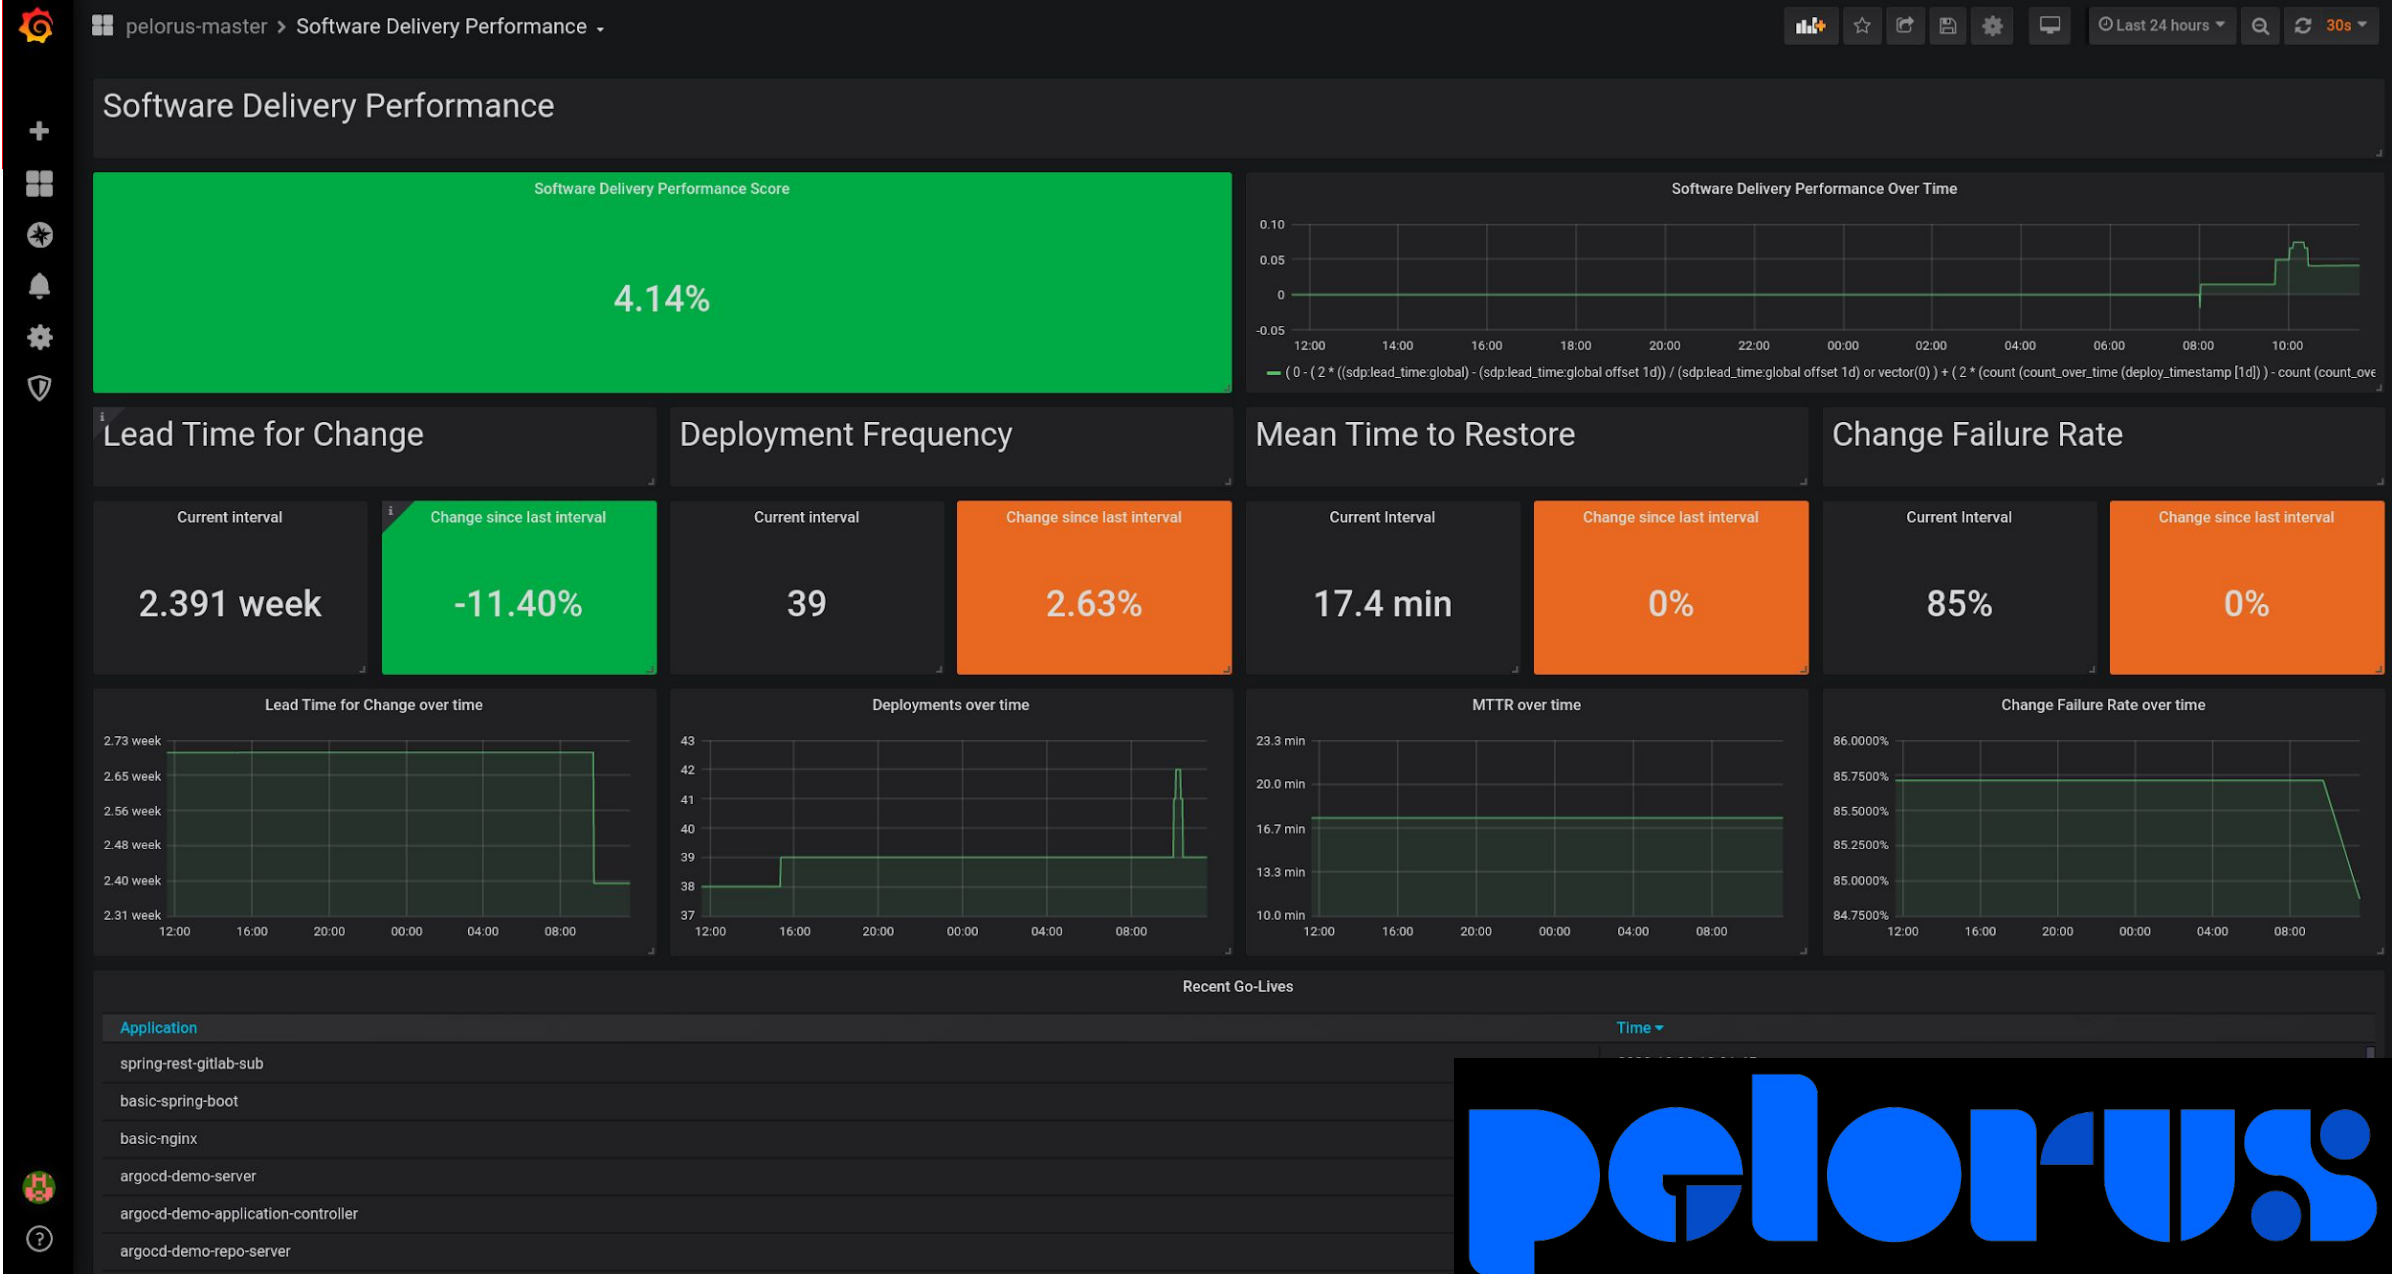 pelorus-master > Software Delivery Performance
Last 24 hours
30s
Software Delivery Performance
Software Delivery Performance Score
4.14%
Software Delivery Performance Over Time
0.10
0.05
0
-0.05
12:00 14:00 16:00 18:00 20:00 22:00 00:00 02:00 04:00 06:00 08:00 10:00
( 0 - ( 2 * ((sdp:lead_time:global) - (sdp:lead_time:global offset 1d)) / (sdp:lead_time:global offset 1d) or vector(0) ) + ( 2 * (count (count_over_time (deploy_timestamp [1d]) ) - count (count_ove
Lead Time for Change
Deployment Frequency
Mean Time to Restore
Change Failure Rate
Current interval
2.391 week
Change since last interval
-11.40%
Current interval
39
Change since last interval
2.63%
Current Interval
17.4 min
Change since last interval
0%
Current Interval
85%
Change since last interval
0%
Lead Time for Change over time
2.73 week
2.65 week
2.56 week
2.48 week
2.40 week
2.31 week
12:00 16:00 20:00 00:00 04:00 08:00
Deployments over time
43
42
41
40
39
38
37
12:00 16:00 20:00 00:00 04:00 08:00
MTTR over time
23.3 min
20.0 min
16.7 min
13.3 min
10.0 min
12:00 16:00 20:00 00:00 04:00 08:00
Change Failure Rate over time
86.0000%
85.7500%
85.5000%
85.2500%
85.0000%
84.7500%
12:00 16:00 20:00 00:00 04:00 08:00
Recent Go-Lives
Application
Time
spring-rest-gitlab-sub
basic-spring-boot
basic-nginx
argocd-demo-server
argocd-demo-application-controller
argocd-demo-repo-server
pelorus